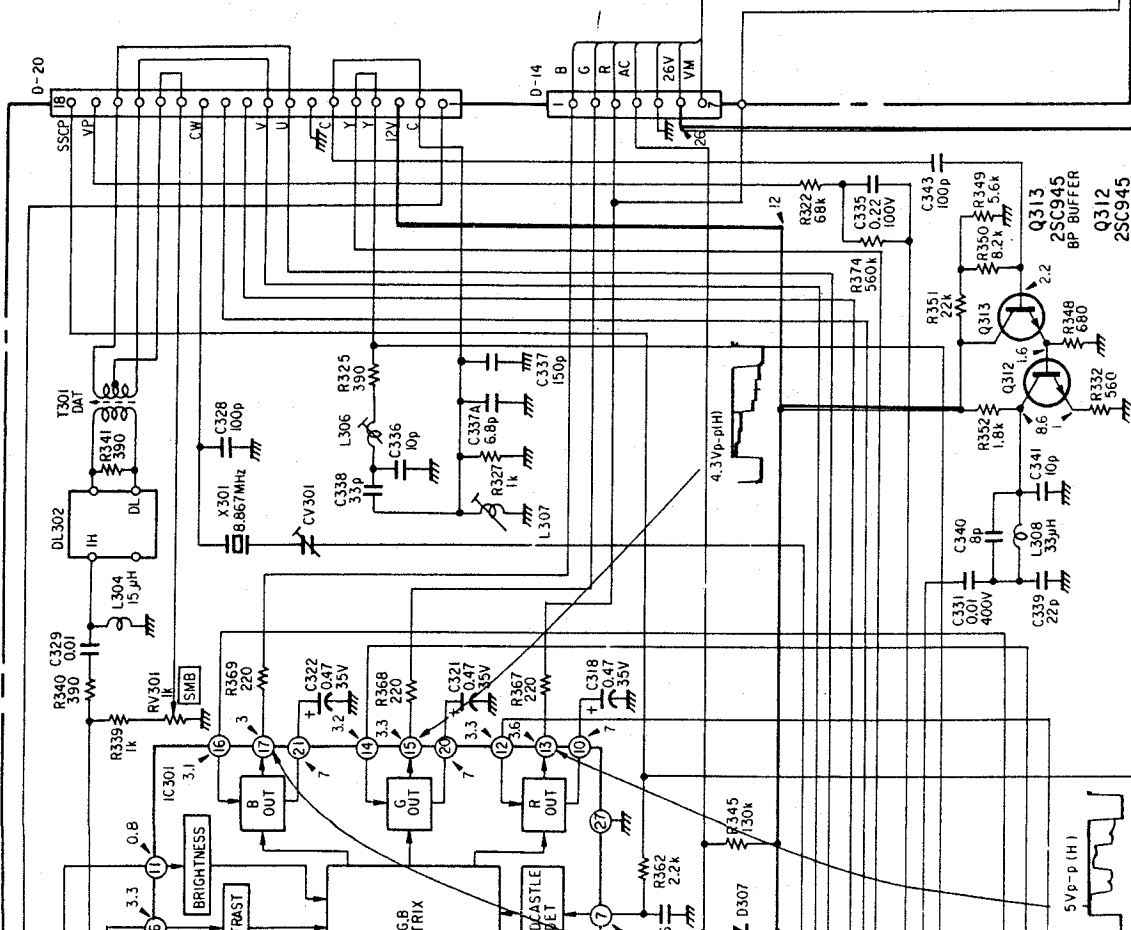 D-20
18
1
SSCP
VP
CW
V
U
C
Y
Y
12V
C
D-14
1
7
B
G
R
AC
26V
VM
26
12
R322
68k
C335
0.22
100V
R374
560k
C343
100p
R349
5.6k
R350
8.2k
Q313
2SC945
BP BUFFER
Q312
2SC945
R351
22k
Q313
2.2
R348
680
1.6
Q312
R332
560
R352
1.8k
8.6
1
C341
10p
C340
8p
L308
33μH
C331
0.01
400V
C339
22p
T301
DAT
R341
390
DL302
1H
DL
L304
15μH
C329
0.01
R340
390
RV301
1k
SMB
R339
1k
C328
100p
X301
8.867MHz
CV301
R325
390
L306
C336
10p
C338
33p
C337
150p
C337A
6.8p
R327
1k
L307
4.3Vp-p(H)
R369
220
C322
0.47
35V
+
R368
220
C321
0.47
35V
+
R367
220
C318
0.47
35V
+
IC301
3.1
16
3
17
21
7
3.2
14
3.3
15
20
7
3.3
12
3.6
13
10
7
B
OUT
G
OUT
R
OUT
27
0.8
11
BRIGHTNESS
3.3
6
TRAST
G.B
TRIX
DCASTLE
DET
7
R362
2.2k
R345
130k
D307
5Vp-p(H)